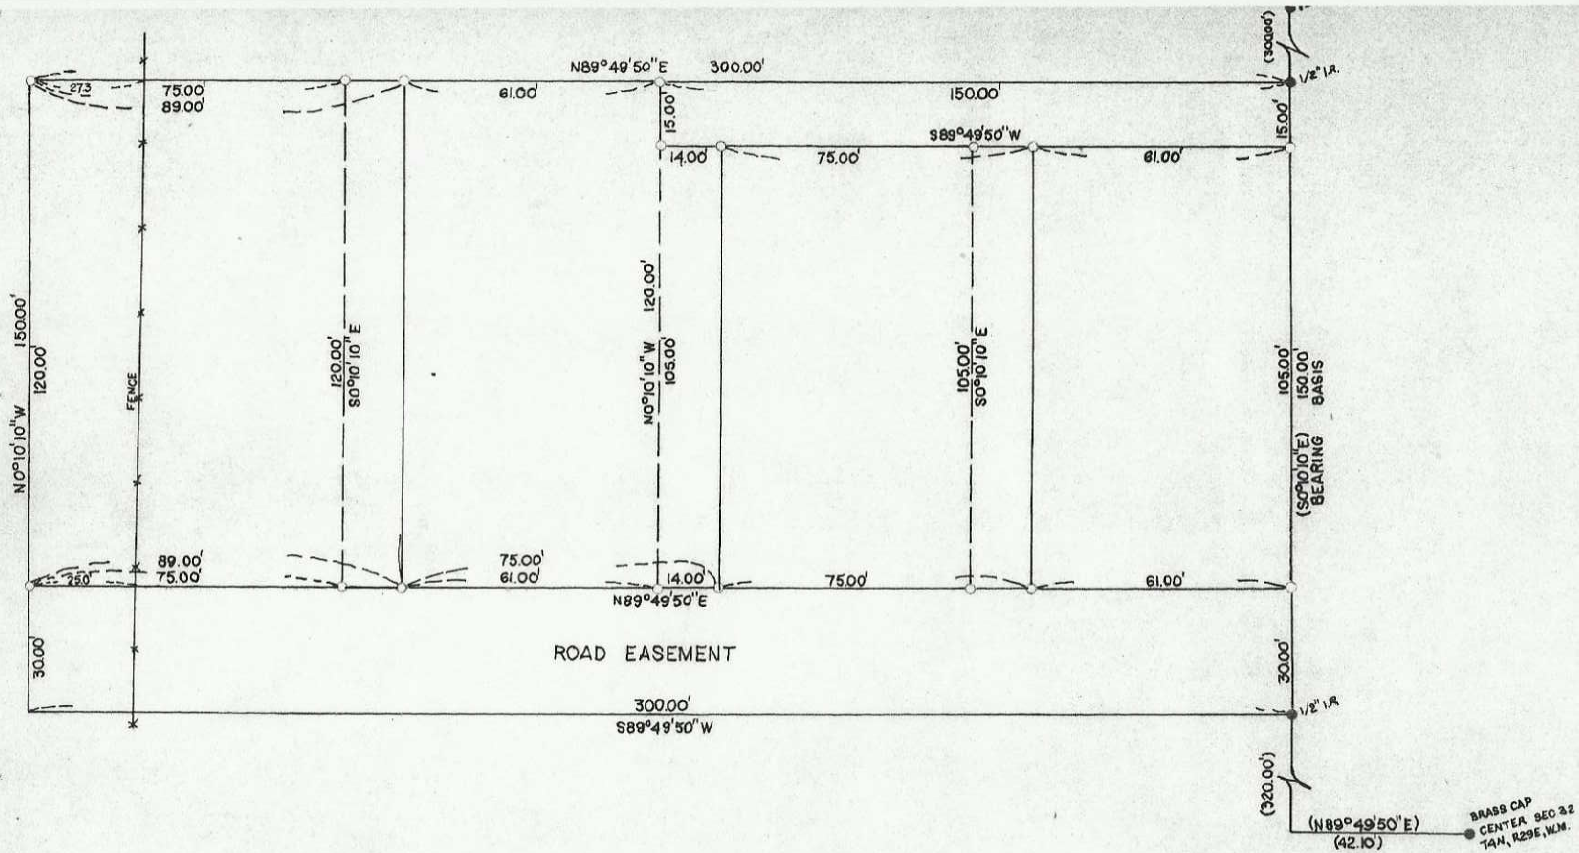 (300.00')
N89°49'50"E 300.00'
1/2" I.R.
27.3
75.00'
89.00'
61.00'
150.00'
15.00'
15.00'
S89°49'50"W
14.00'
75.00'
61.00'
N0°10'10"W 150.00'
120.00'
FENCE
120.00'
S0°10'10"E
N0°10'10"W 120.00'
105.00'
105.00'
S0°10'10"E
105.00'
150.00'
(S0°10'10"E)
BEARING BASIS
89.00'
75.00'
25.0'
75.00'
61.00'
14.00'
75.00'
61.00'
N89°49'50"E
30.00'
ROAD EASEMENT
30.00'
300.00'
S89°49'50"W
1/2" I.R.
(320.00')
(N89°49'50"E)
(42.10')
BRASS CAP
CENTER SEC 32
T4N, R29E, W.M.